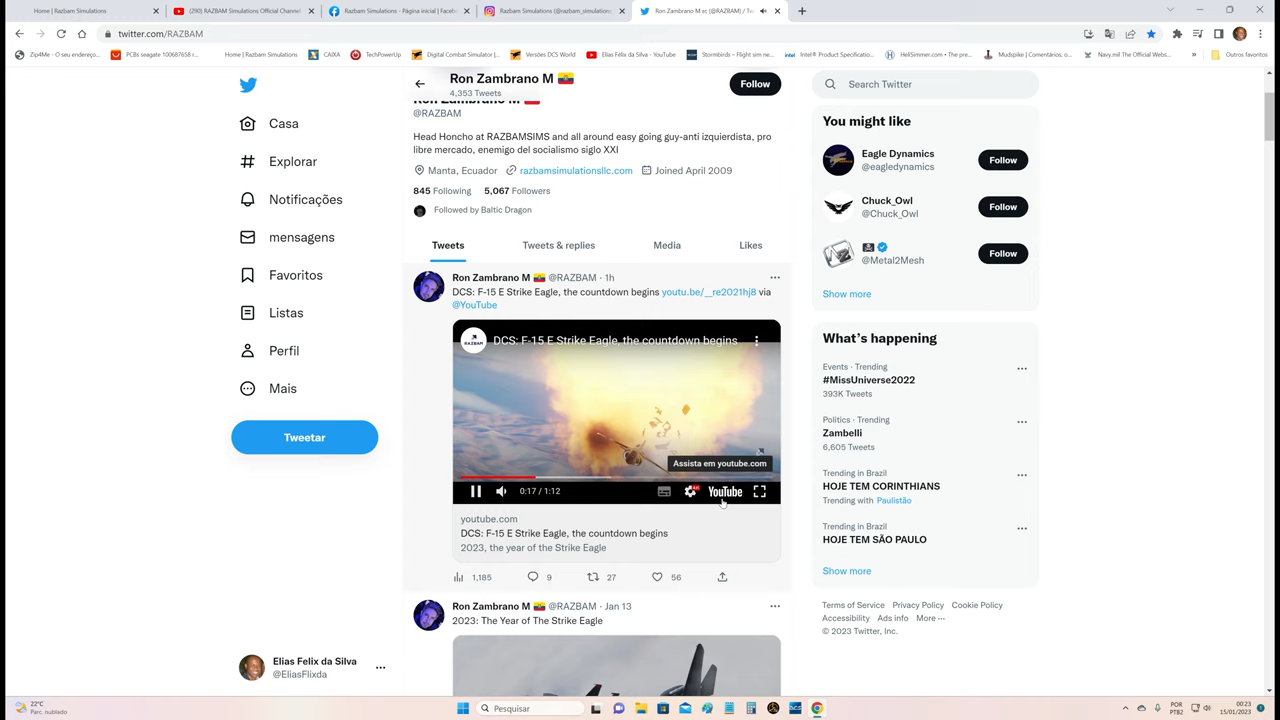 Home | Razbam Simulations
(290) RAZBAM Simulations Official Channel
Razbam Simulations - Página inicial | Faceb
Razbam Simulations (@razbam_simulations
Ron Zambrano M sc (@RAZBAM) / Tw
twitter.com/RAZBAM
Zip4Me - O seu endereço...
PCBs seagate 100687658 r...
Home | Razbam Simulations
CAIXA
TechPowerUp
Digital Combat Simulator |...
Versões DCS World
Elias Félix da Silva - YouTube
Stormbirds – Flight sim ne...
Intel® Product Specificatio...
HeliSimmer.com • The pre...
Mudspike | Comentários, o...
Navy.mil The Official Webs...
Outros favoritos
Casa
Explorar
Notificações
mensagens
Favoritos
Listas
Perfil
Mais
Tweetar
Elias Felix da Silva
@EliasFlixda
Ron Zambrano M
4,353 Tweets
Follow
Ron Zambrano M
@RAZBAM
Head Honcho at RAZBAMSIMS and all around easy going guy-anti izquierdista, pro
libre mercado, enemigo del socialismo siglo XXI
Manta, Ecuador razbamsimulationsllc.com Joined April 2009
845 Following 5,067 Followers
Followed by Baltic Dragon
Tweets
Tweets & replies
Media
Likes
Ron Zambrano M @RAZBAM · 1h
DCS: F-15 E Strike Eagle, the countdown begins youtu.be/__re2021hj8 via
@YouTube
RAZBAM
DCS: F-15 E Strike Eagle, the countdown begins
Assista em youtube.com
0:17 / 1:12
YouTube
youtube.com
DCS: F-15 E Strike Eagle, the countdown begins
2023, the year of the Strike Eagle
1,185 9 27 56
Ron Zambrano M @RAZBAM · Jan 13
2023: The Year of The Strike Eagle
Search Twitter
You might like
Eagle Dynamics
@eagledynamics
Follow
Chuck_Owl
@Chuck_Owl
Follow
@Metal2Mesh
Follow
Show more
What's happening
Events · Trending
#MissUniverse2022
393K Tweets
Politics · Trending
Zambelli
6,605 Tweets
Trending in Brazil
HOJE TEM CORINTHIANS
Trending with Paulistão
Trending in Brazil
HOJE TEM SÃO PAULO
Show more
Terms of Service Privacy Policy Cookie Policy
Accessibility Ads info More ···
© 2023 Twitter, Inc.
22°C
Parc. nublado
Pesquisar
POR
PTB2
00:23
15/01/2023